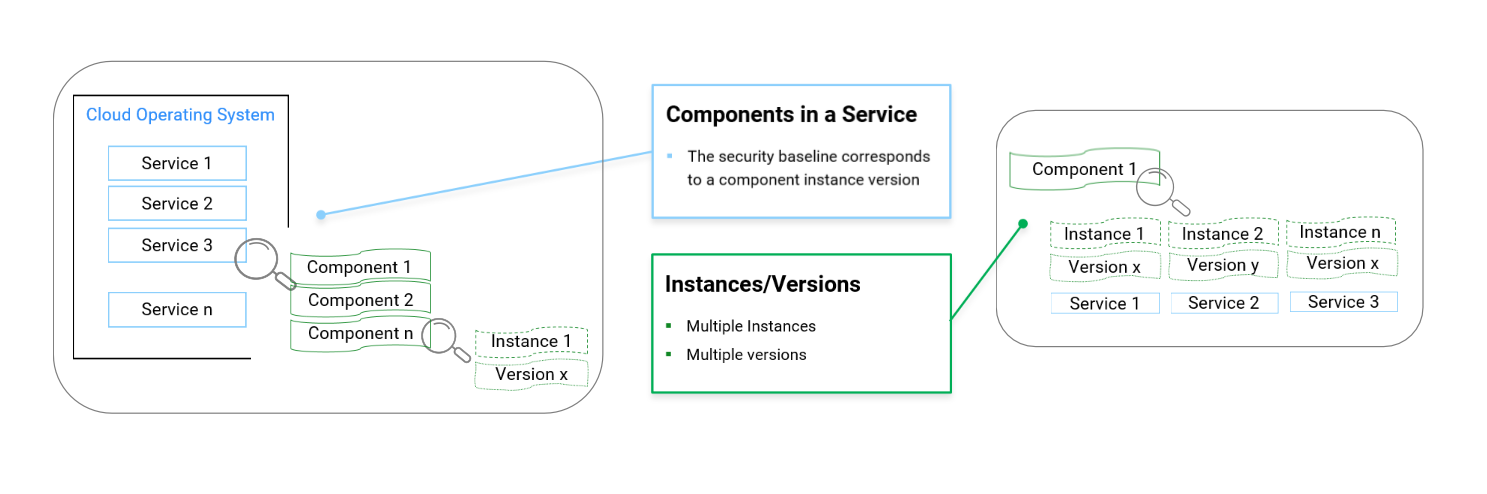 Cloud Operating System
Service 1
Service 2
Service 3
Service n
Component 1
Component 2
Component n
Instance 1
Version x
Components in a Service
The security baseline corresponds
to a component instance version
Instances/Versions
Multiple Instances
Multiple versions
Component 1
Instance 1 Instance 2 Instance n
Version x Version y Version x
Service 1 Service 2 Service 3